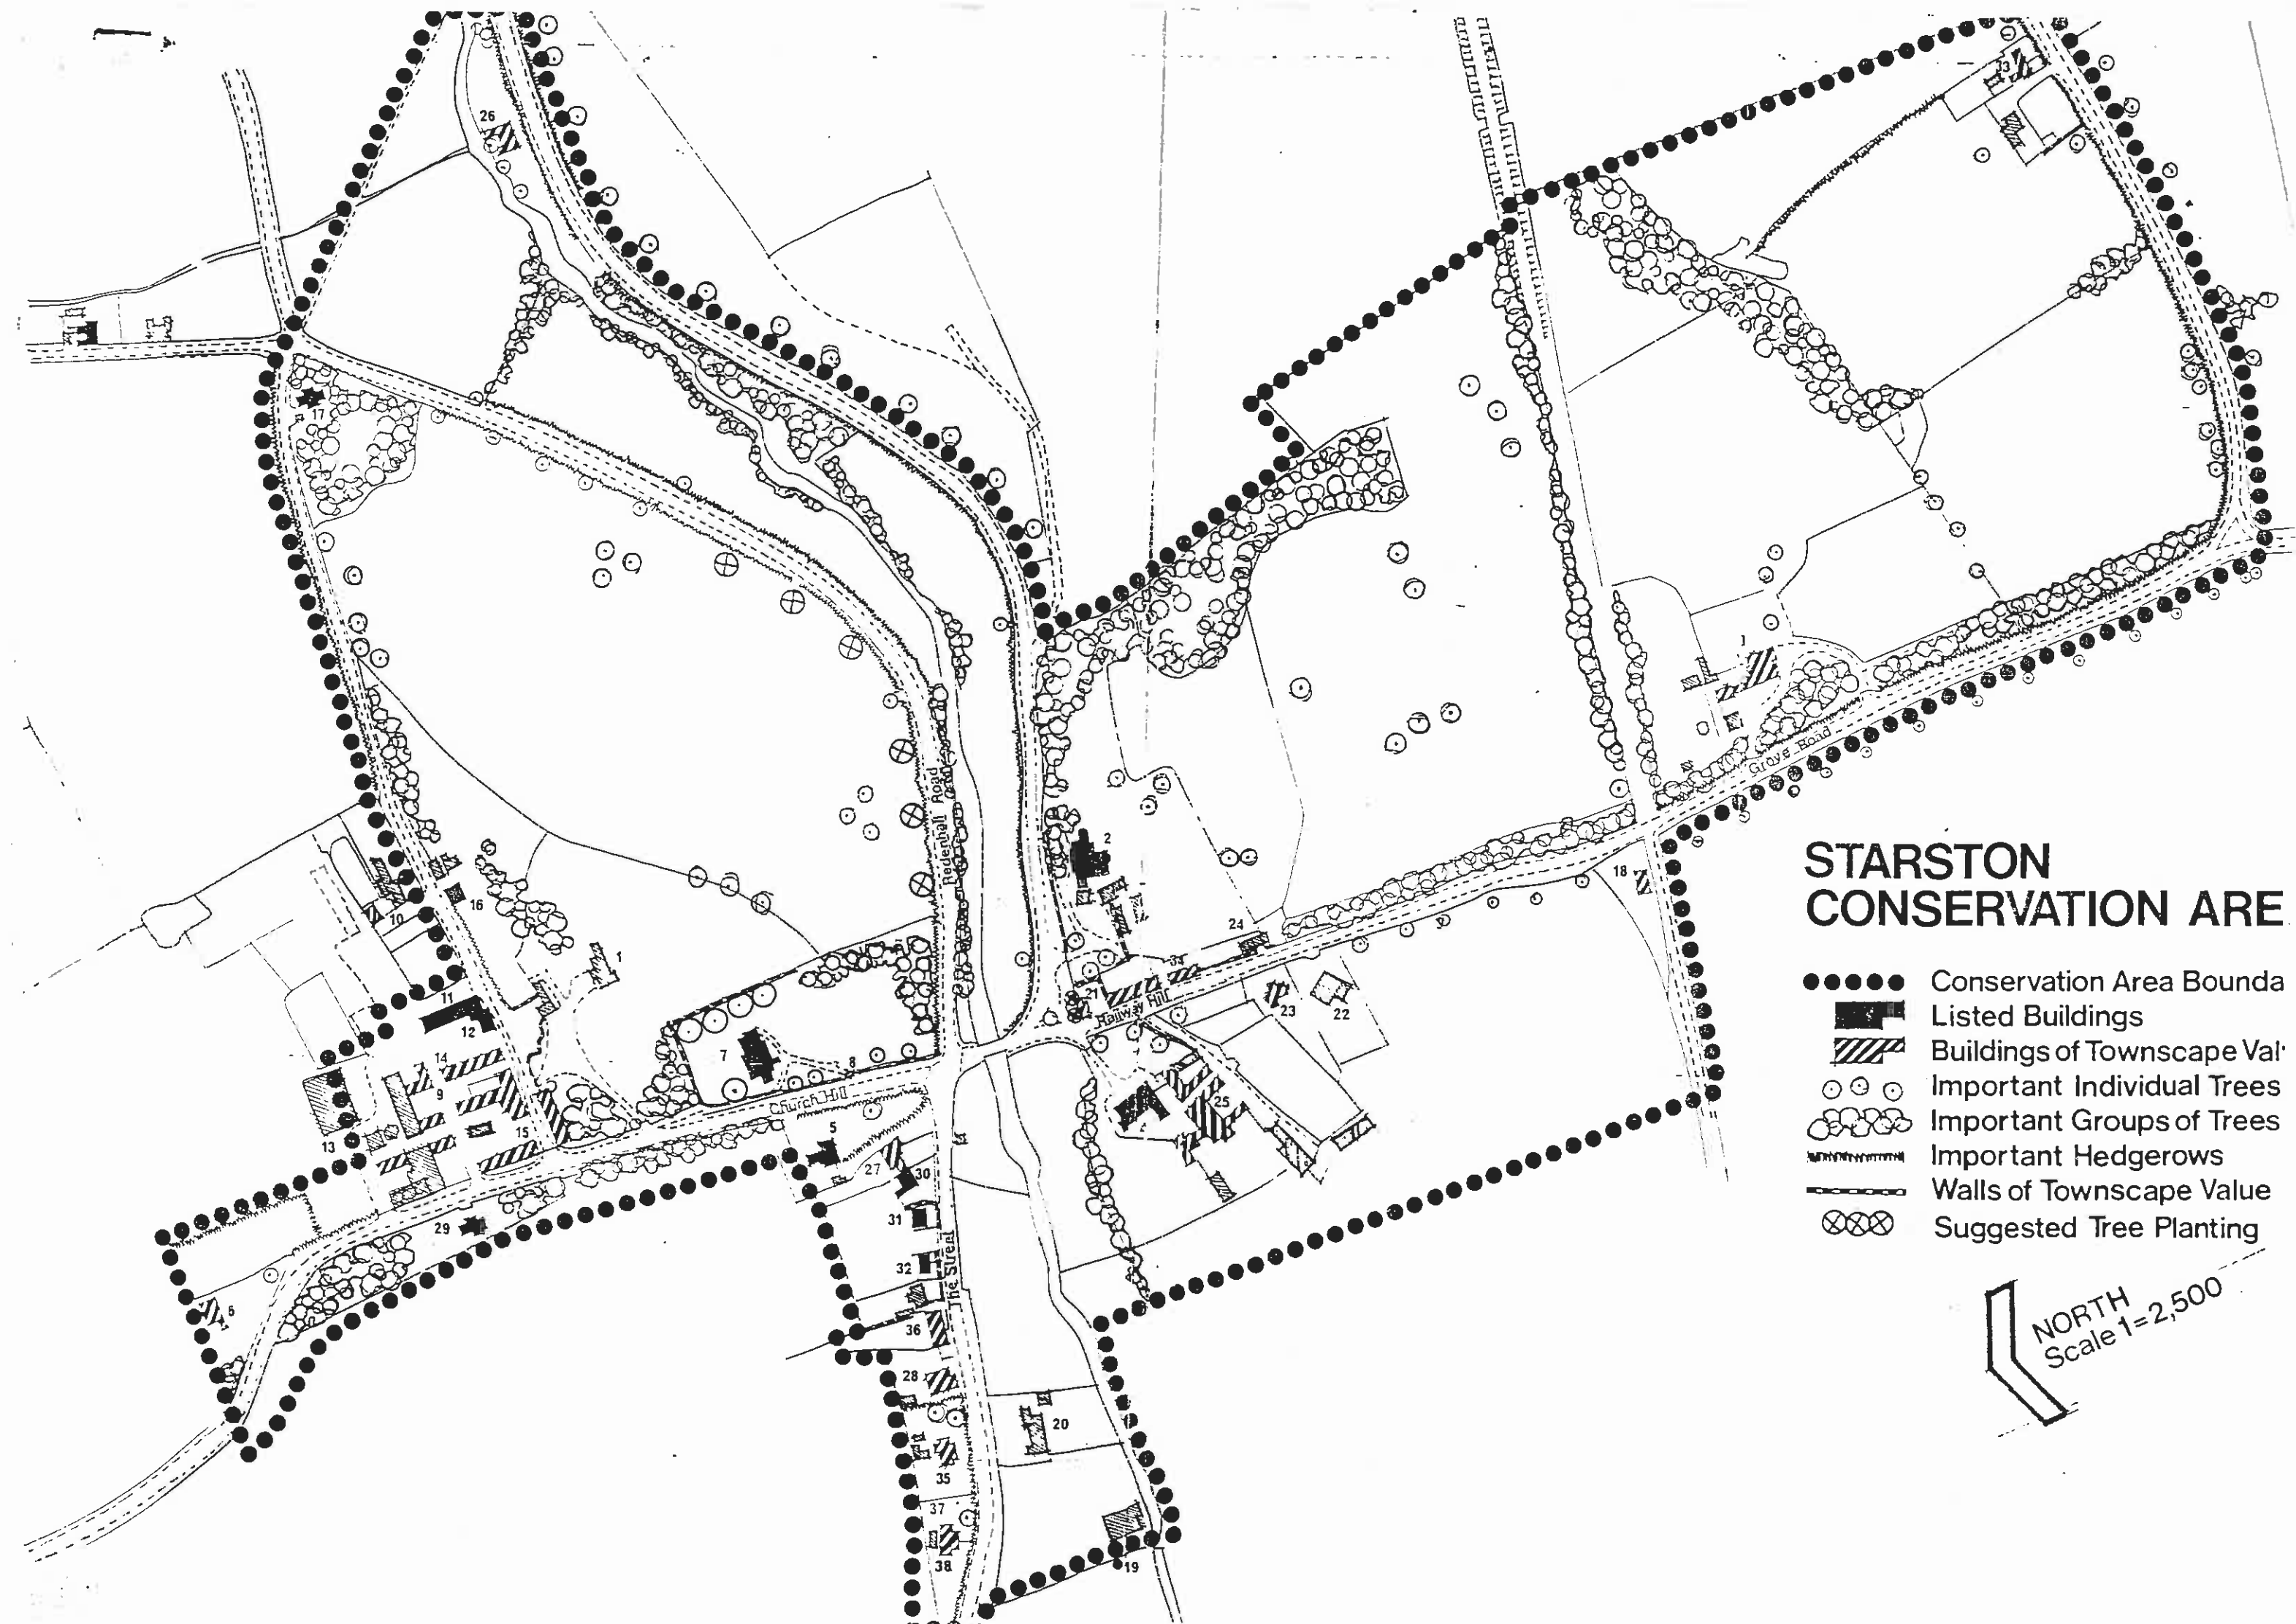 STARSTON
CONSERVATION ARE
Conservation Area Bounda
Listed Buildings
Buildings of Townscape Val
Important Individual Trees
Important Groups of Trees
Important Hedgerows
Walls of Townscape Value
Suggested Tree Planting
NORTH
Scale 1=2,500
Redenhall Road
Grove Road
Railway Hill
Church Hill
The Street
26
33
17
2
18
16
10
1
24
34
21
23
22
11
12
7
8
14
9
25
13
15
5
27
30
31
29
32
6
36
28
20
35
37
38
19